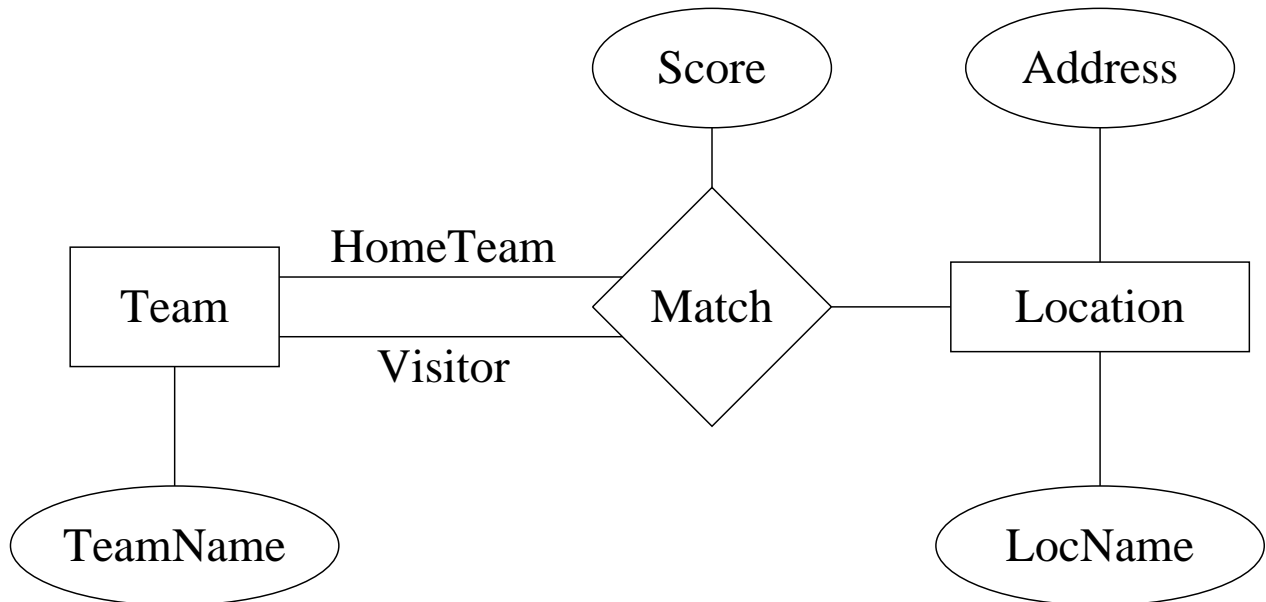 Score
Address
HomeTeam
Team
Match
Location
Visitor
TeamName
LocName